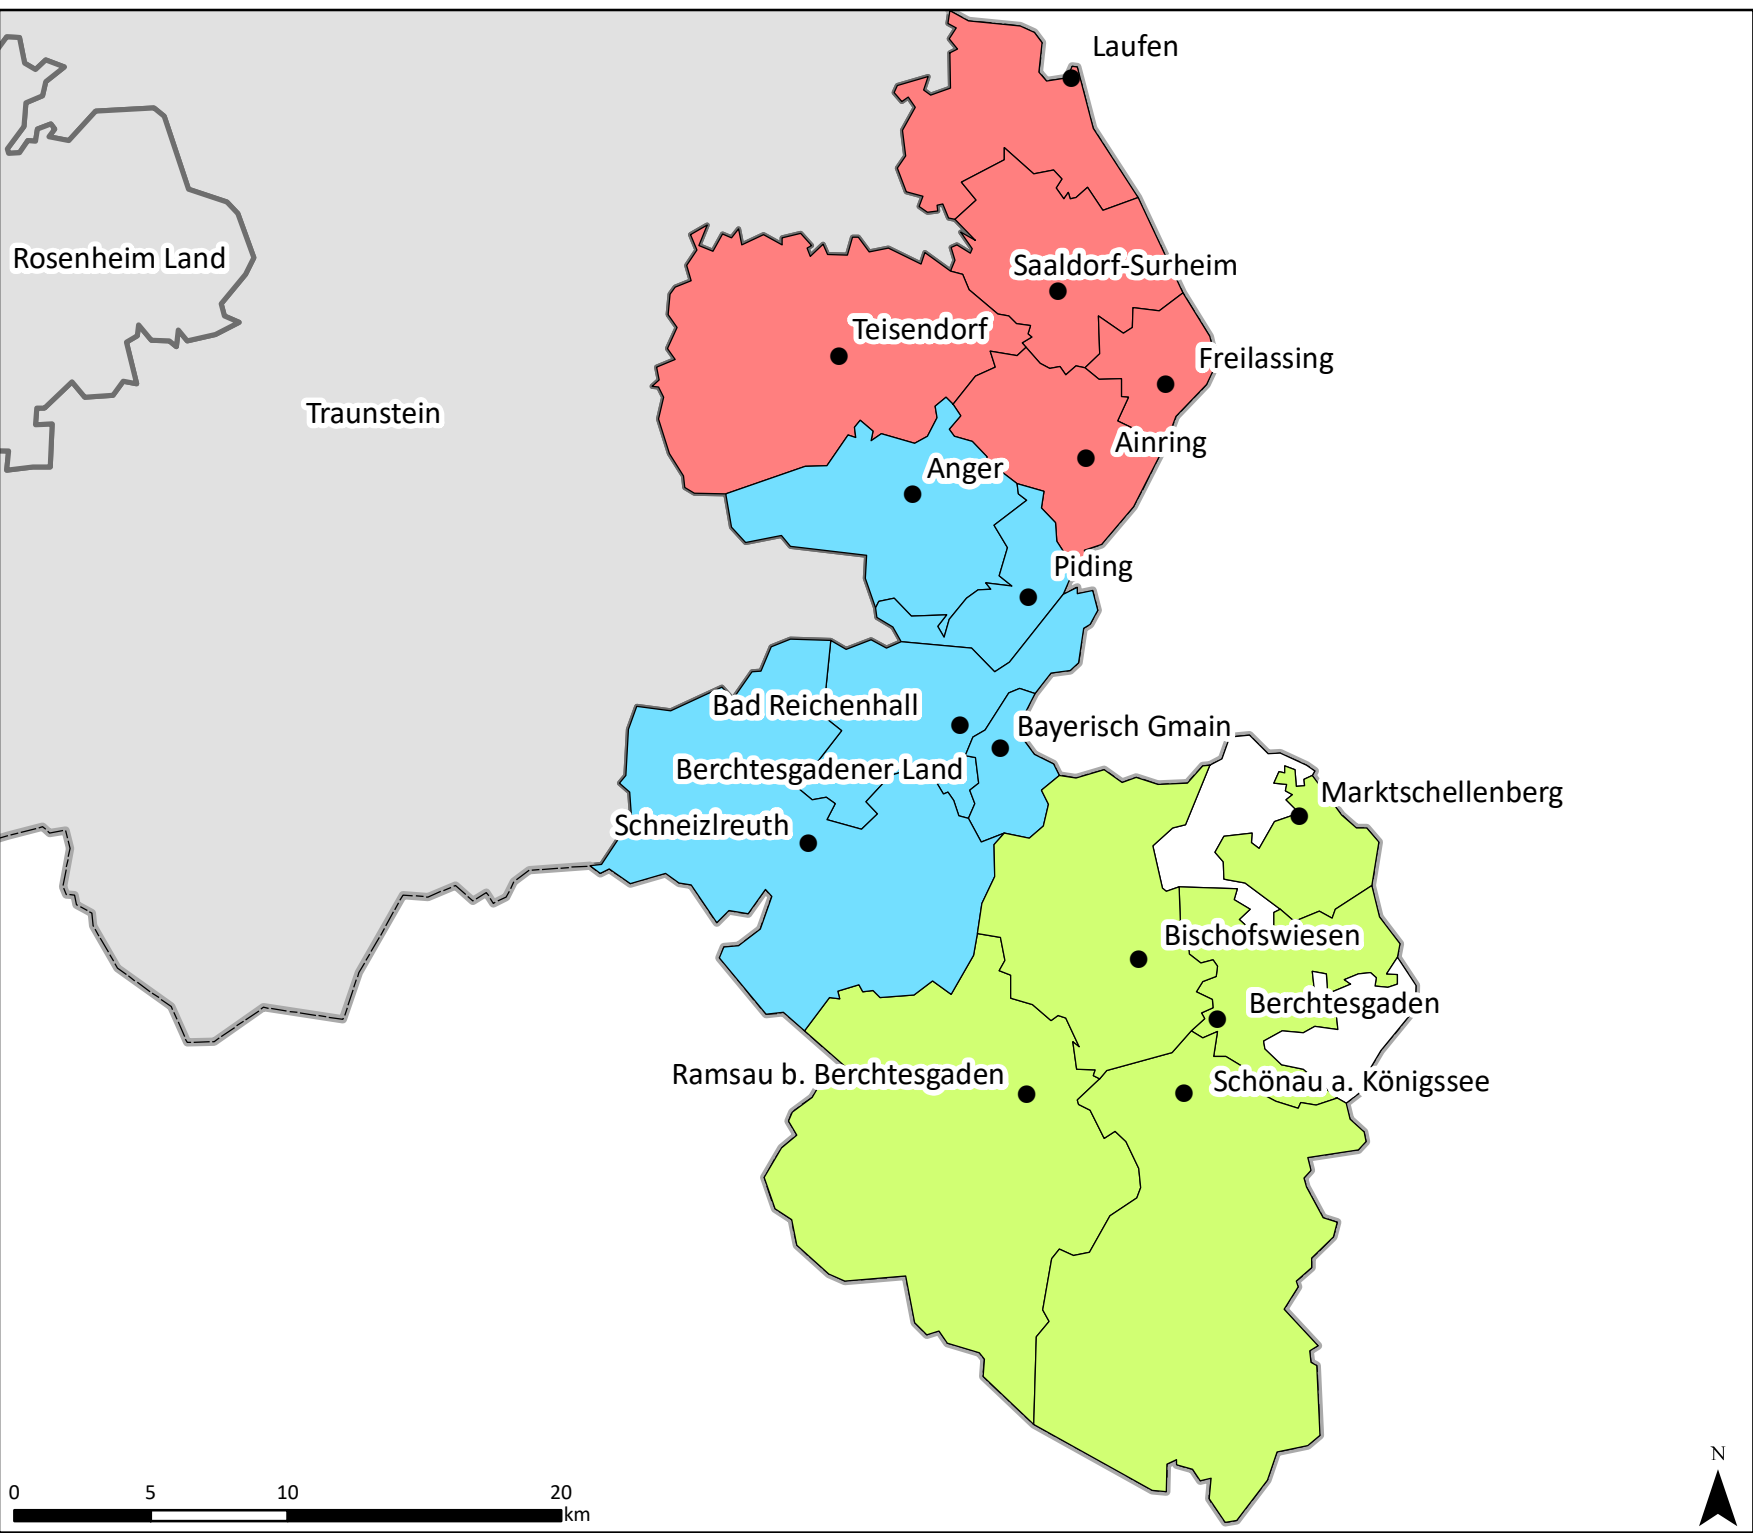 Laufen
Rosenheim Land
Saaldorf-Surheim
Teisendorf
Freilassing
Traunstein
Ainring
Anger
Piding
Bad Reichenhall
Bayerisch Gmain
Berchtesgadener Land
Marktschellenberg
Schneizlreuth
Bischofswiesen
Berchtesgaden
Ramsau b. Berchtesgaden
Schönau a. Königssee
N
0 5 10 20
km